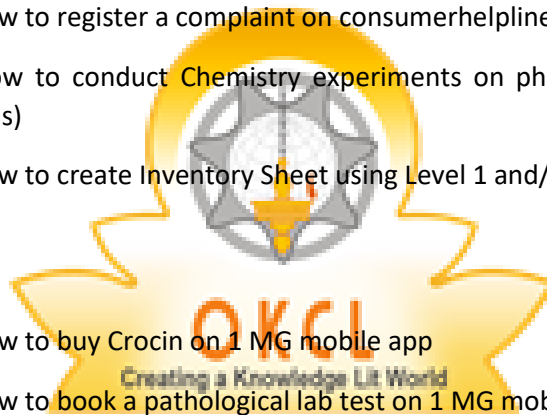 w to register a complaint on consumerhelpline
ow to conduct Chemistry experiments on ph
s)
w to create Inventory Sheet using Level 1 and/
OKCL
w to buy Crocin on 1 MG mobile app
Creating a Knowledge Lit World
w to book a pathological lab test on 1 MG mob